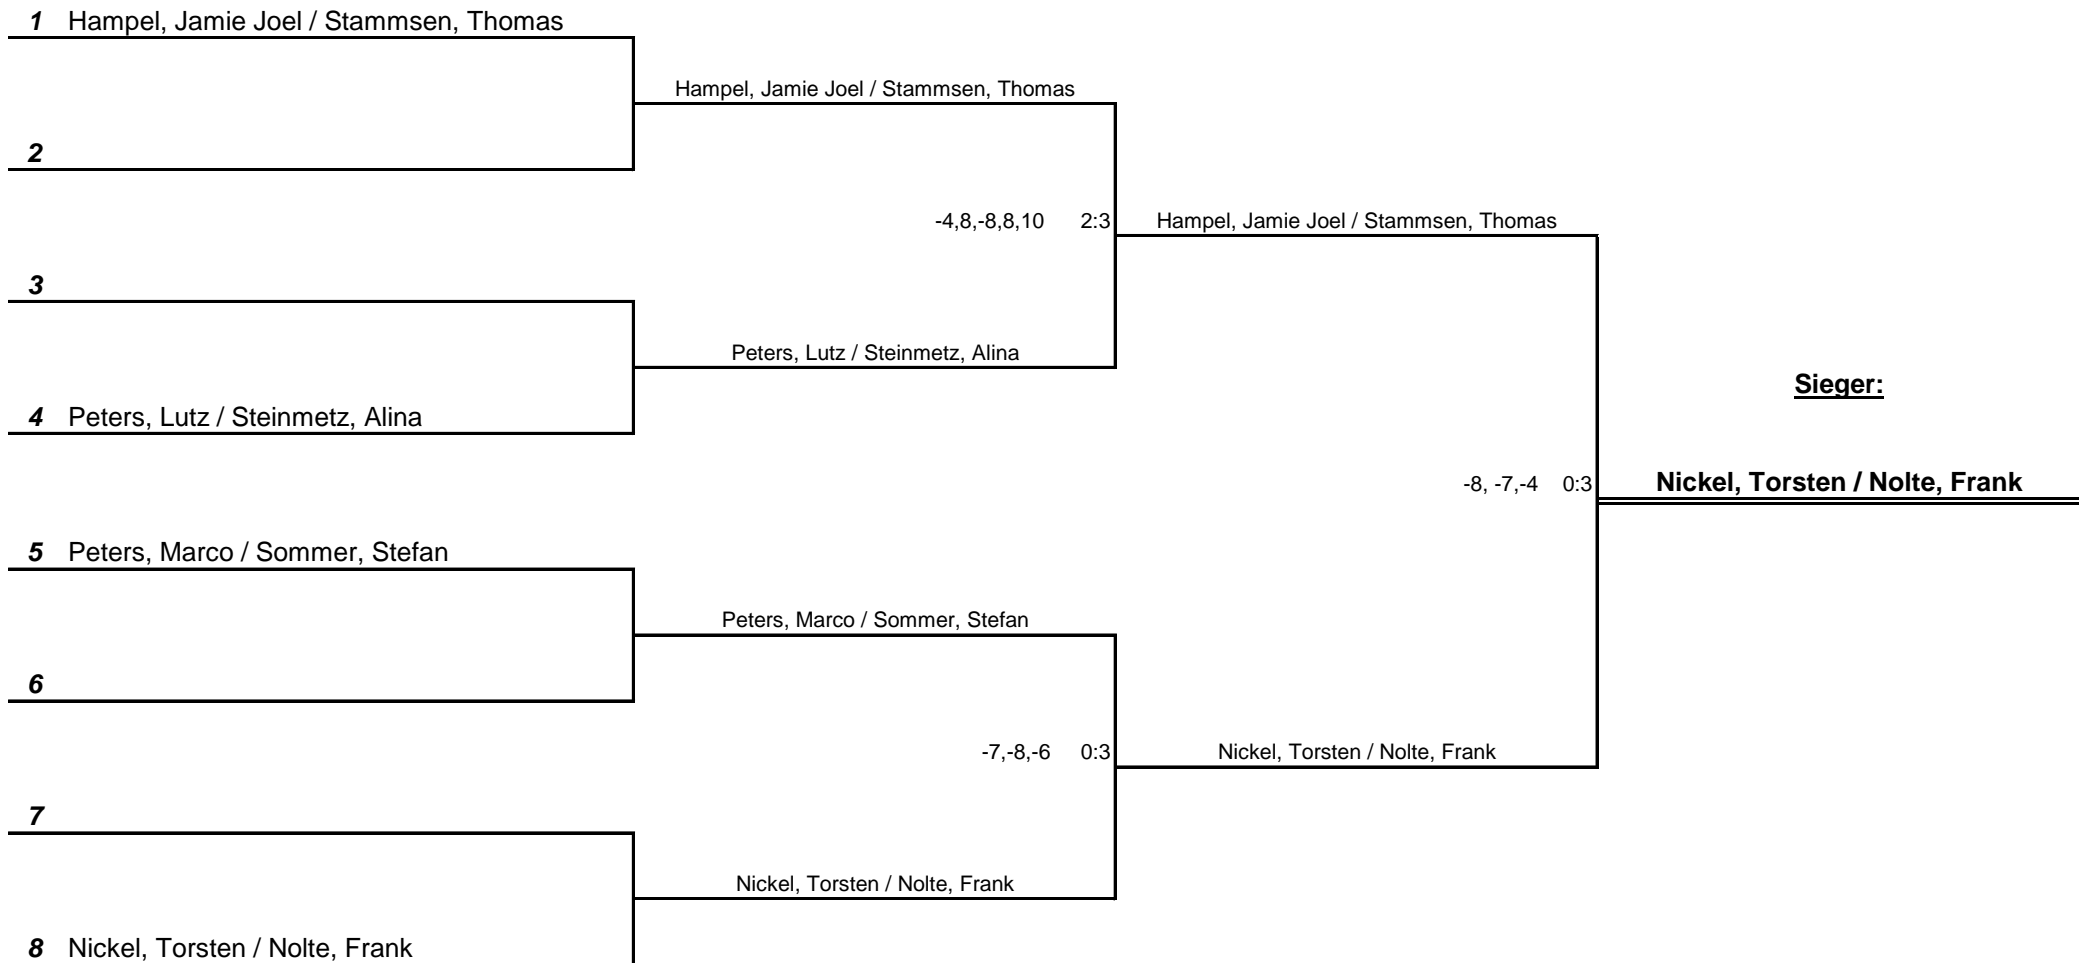 1 Hampel, Jamie Joel / Stammsen, Thomas
Hampel, Jamie Joel / Stammsen, Thomas
2
-4,8,-8,8,10 2:3 Hampel, Jamie Joel / Stammsen, Thomas
3
Peters, Lutz / Steinmetz, Alina
Sieger:
4 Peters, Lutz / Steinmetz, Alina
-8, -7,-4 0:3 Nickel, Torsten / Nolte, Frank
5 Peters, Marco / Sommer, Stefan
Peters, Marco / Sommer, Stefan
6
-7,-8,-6 0:3 Nickel, Torsten / Nolte, Frank
7
Nickel, Torsten / Nolte, Frank
8 Nickel, Torsten / Nolte, Frank